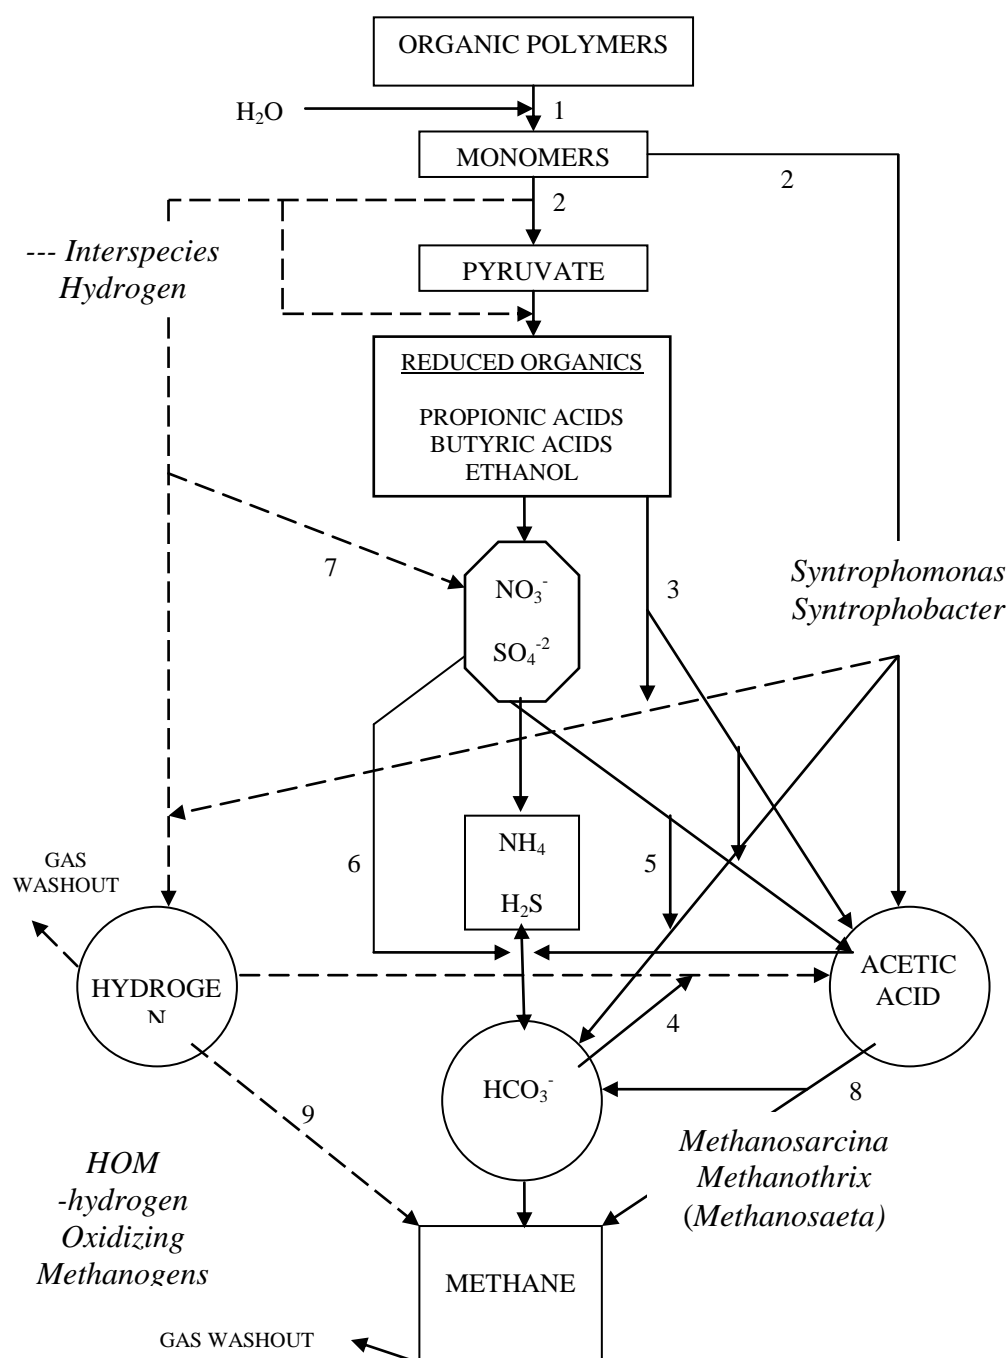 ORGANIC POLYMERS
H₂O
1
MONOMERS
2
2
--- Interspecies
Hydrogen
PYRUVATE
REDUCED ORGANICS
PROPIONIC ACIDS
BUTYRIC ACIDS
ETHANOL
7
NO₃⁻
SO₄⁻²
3
Syntrophomonas
Syntrophobacter
6
NH₄
H₂S
5
GAS
WASHOUT
HYDROGE
N
ACETIC
ACID
4
HCO₃⁻
8
9
Methanosarcina
Methanothrix
(Methanosaeta)
HOM
-hydrogen
Oxidizing
Methanogens
METHANE
GAS WASHOUT